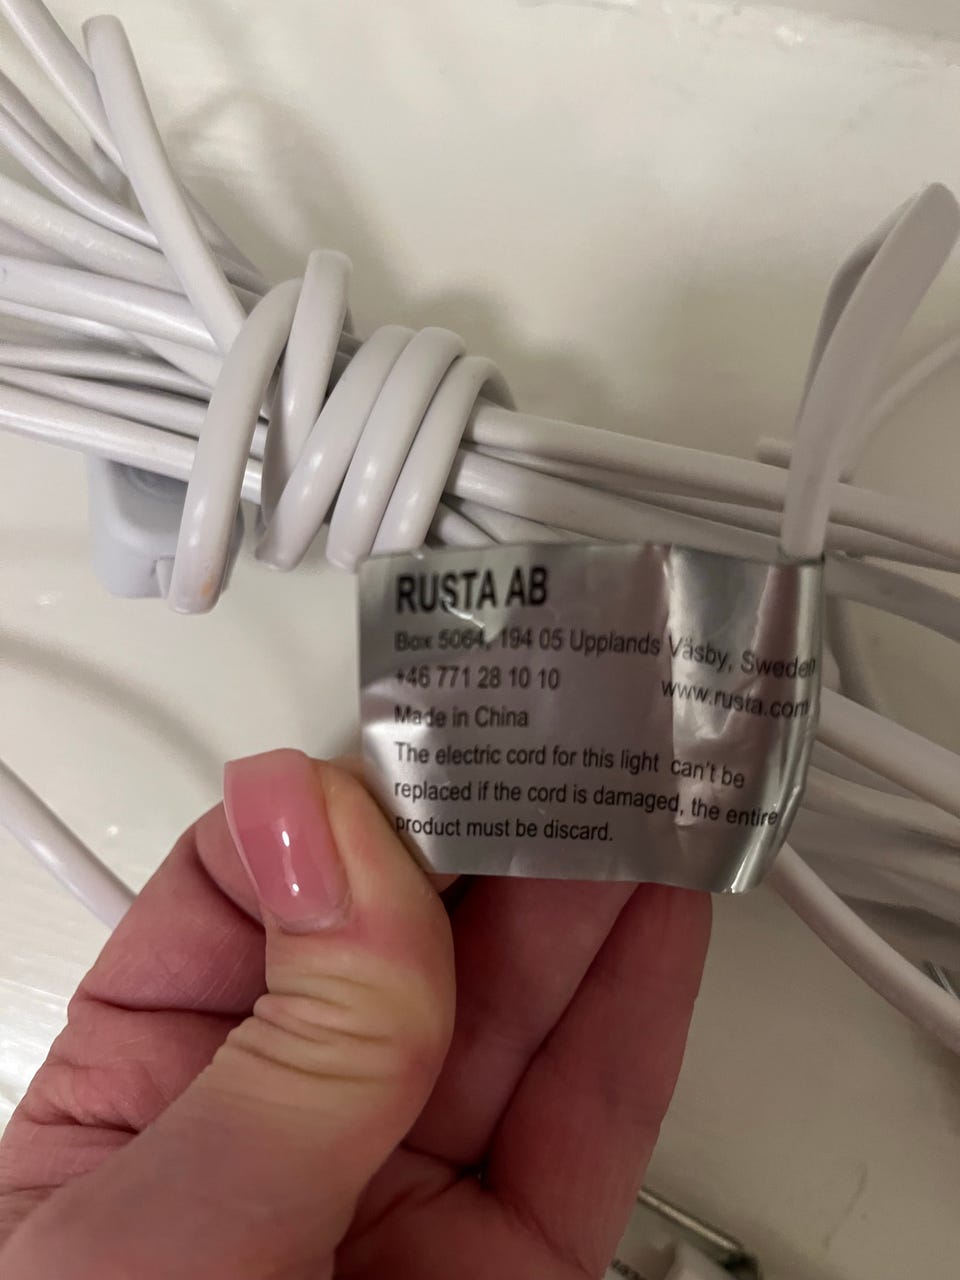 RUSTA AB
Box 5064, 194 05 Upplands Väsby, Sweden
+46 771 28 10 10 www.rusta.com
Made in China
The electric cord for this light can't be
replaced if the cord is damaged, the entire
product must be discard.